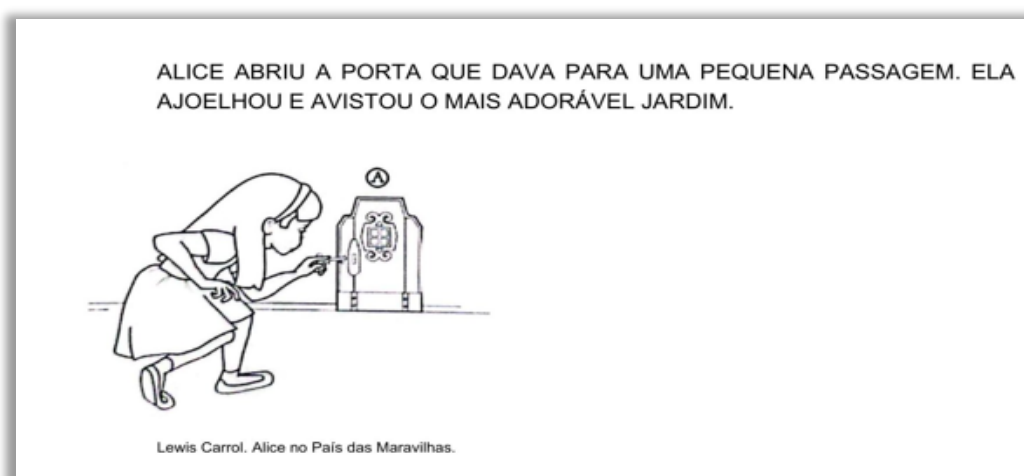 ALICE ABRIU A PORTA QUE DAVA PARA UMA PEQUENA PASSAGEM. ELA
AJOELHOU E AVISTOU O MAIS ADORÁVEL JARDIM.
A
Lewis Carrol. Alice no País das Maravilhas.